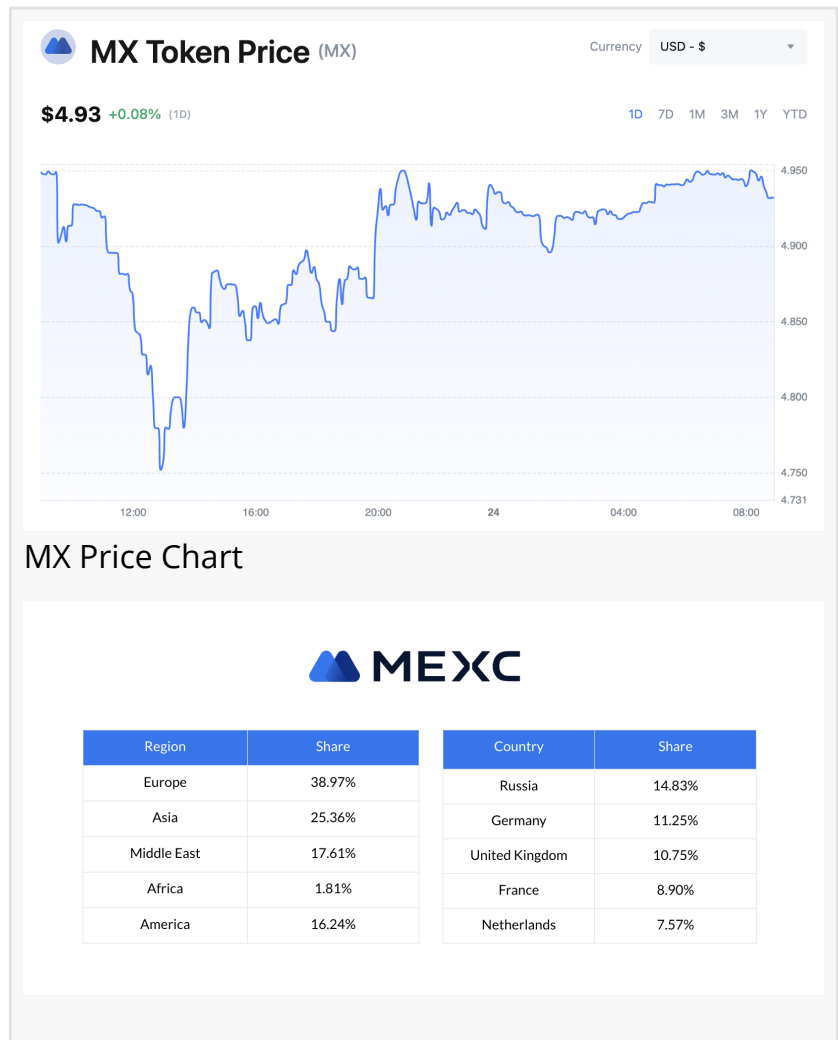 MX Token Price (MX)
Currency USD - $
$4.93 +0.08% (1D)
1D 7D 1M 3M 1Y YTD
4.950
4.900
4.850
4.800
4.750
4.731
12:00 16:00 20:00 24 04:00 08:00
MX Price Chart
MEXC
Region Share
Europe 38.97%
Asia 25.36%
Middle East 17.61%
Africa 1.81%
America 16.24%
Country Share
Russia 14.83%
Germany 11.25%
United Kingdom 10.75%
France 8.90%
Netherlands 7.57%